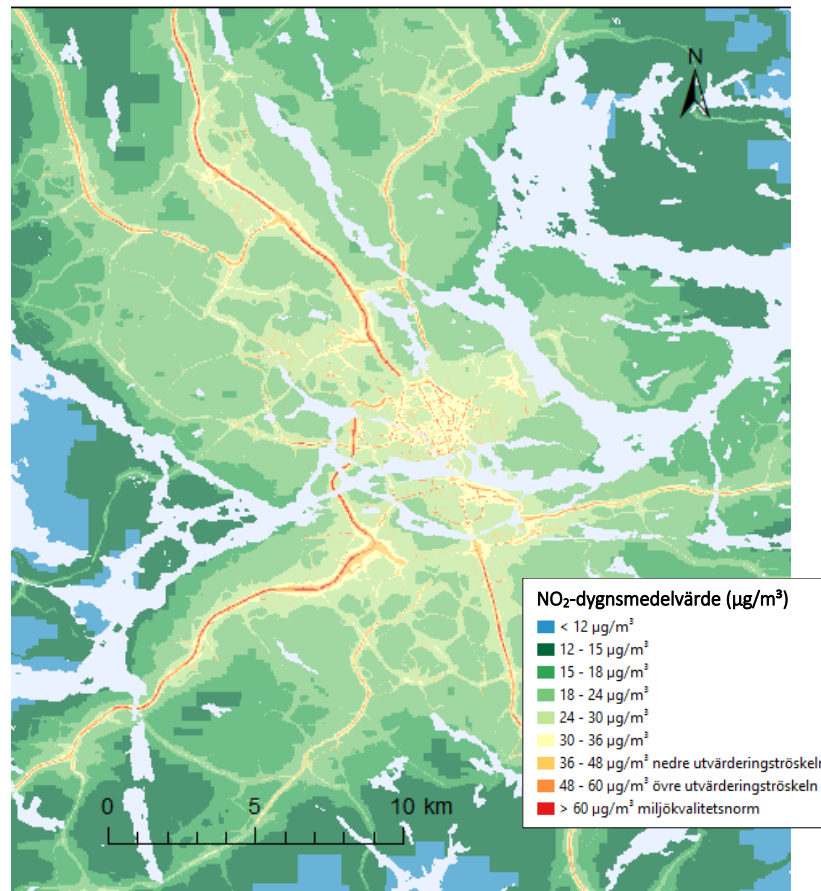 N
NO₂-dygnsmedelvärde (µg/m³)
< 12 µg/m³
12 - 15 µg/m³
15 - 18 µg/m³
18 - 24 µg/m³
24 - 30 µg/m³
30 - 36 µg/m³
36 - 48 µg/m³ nedre utvärderingströskeln
48 - 60 µg/m³ övre utvärderingströskeln
> 60 µg/m³ miljökvalitetsnorm
0 5 10 km